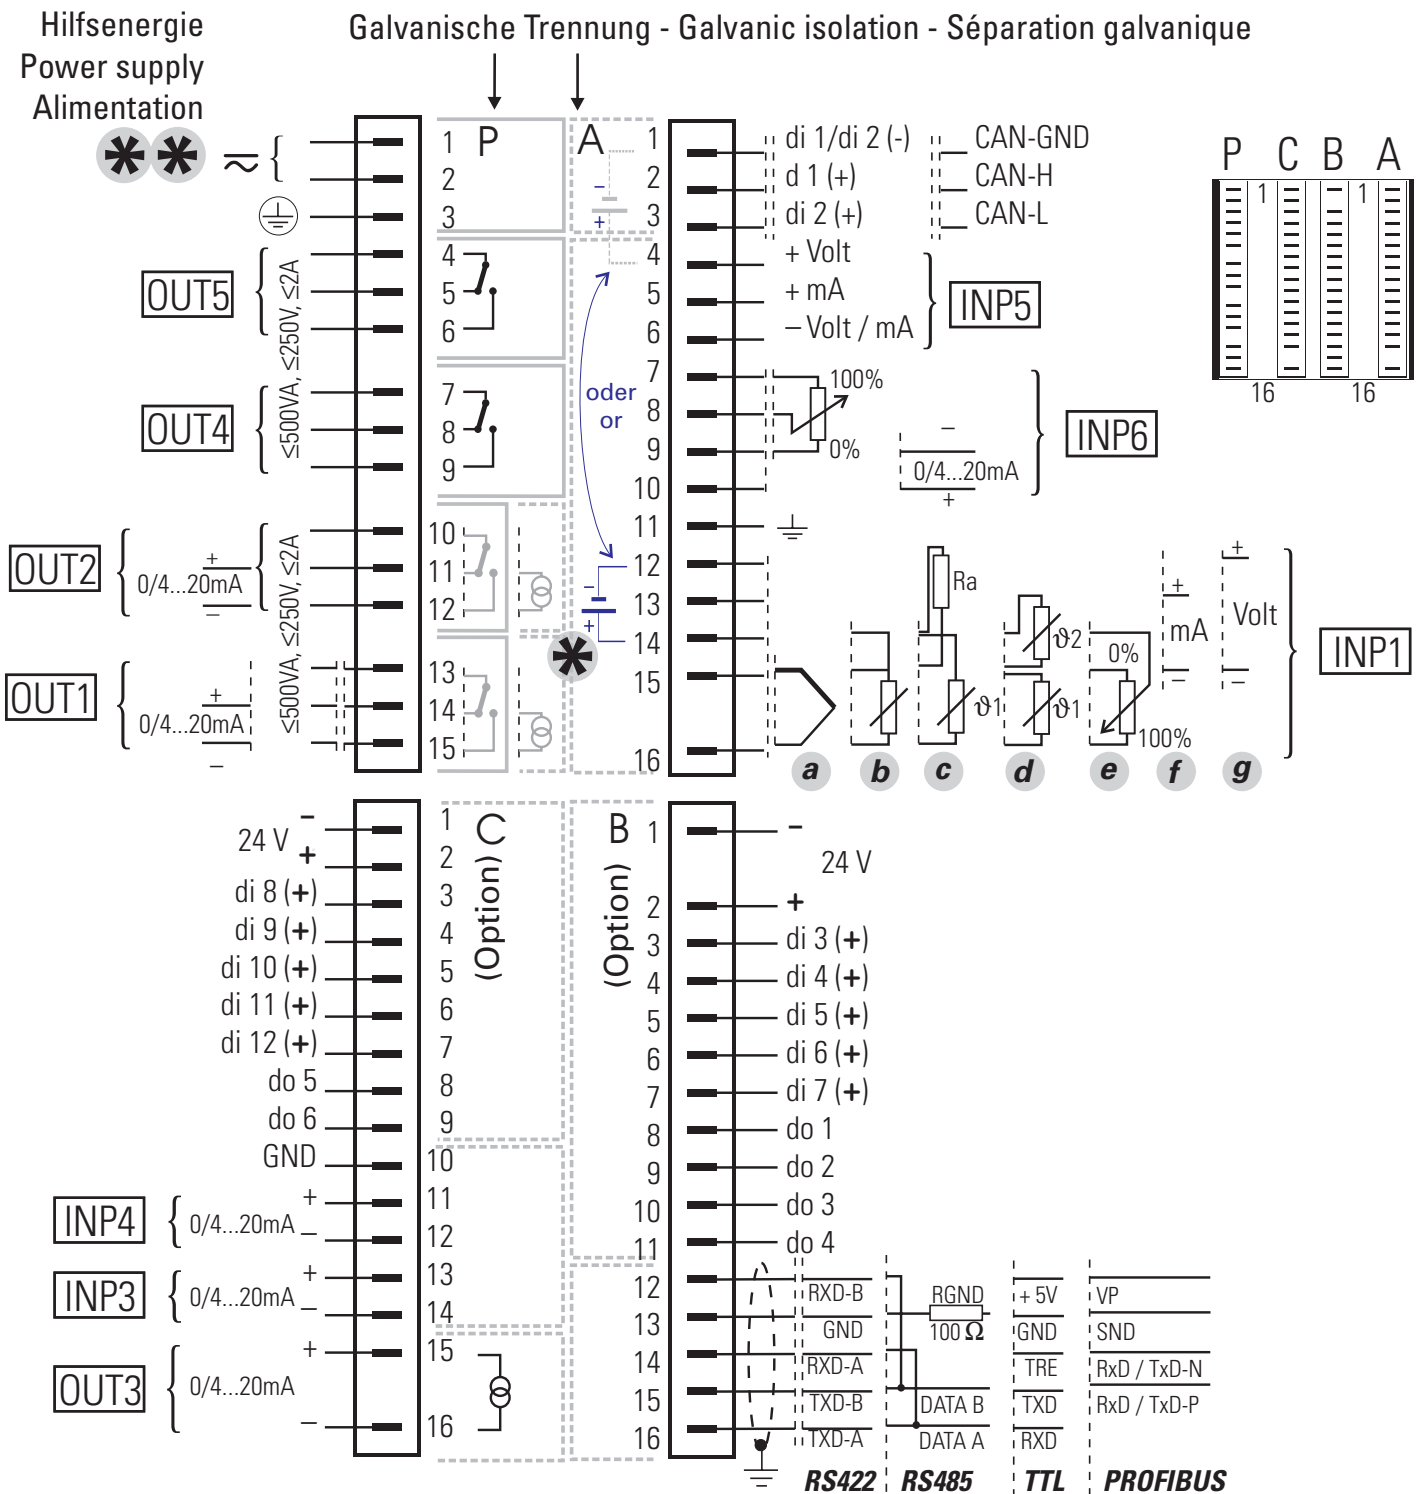 Hilfsenergie
Power supply
Alimentation
Galvanische Trennung - Galvanic isolation - Séparation galvanique
** ≂ {
P
1
2
3
4
5
6
7
8
9
10
11
12
13
14
15
OUT5
≤500VA, ≤250V, ≤2A
OUT4
OUT2
+
0/4...20mA
–
≤500VA, ≤250V, ≤2A
OUT1
+
0/4...20mA
–
A
–
+
oder
or
–
+
*
1
2
3
4
5
6
7
8
9
10
11
12
13
14
15
16
di 1/di 2 (-)
d 1 (+)
di 2 (+)
CAN-GND
CAN-H
CAN-L
+ Volt
+ mA
– Volt / mA
INP5
100%
0%
–
0/4...20mA
+
INP6
Ra
ϑ1
ϑ2
ϑ1
0%
100%
+
mA
–
+
Volt
–
INP1
a b c d e f g
P C B A
1 1
16 16
C
(Option)
1
2
3
4
5
6
7
8
9
10
11
12
13
14
15
16
–
24 V
+
di 8 (+)
di 9 (+)
di 10 (+)
di 11 (+)
di 12 (+)
do 5
do 6
GND
INP4
+
0/4...20mA
–
INP3
+
0/4...20mA
–
OUT3
+
0/4...20mA
–
B
(Option)
1
2
3
4
5
6
7
8
9
10
11
12
13
14
15
16
–
24 V
+
di 3 (+)
di 4 (+)
di 5 (+)
di 6 (+)
di 7 (+)
do 1
do 2
do 3
do 4
RXD-B
GND
RXD-A
TXD-B
TXD-A
RS422
RGND
100 Ω
DATA B
DATA A
RS485
+ 5V
GND
TRE
TXD
RXD
TTL
VP
SND
RxD / TxD-N
RxD / TxD-P
PROFIBUS